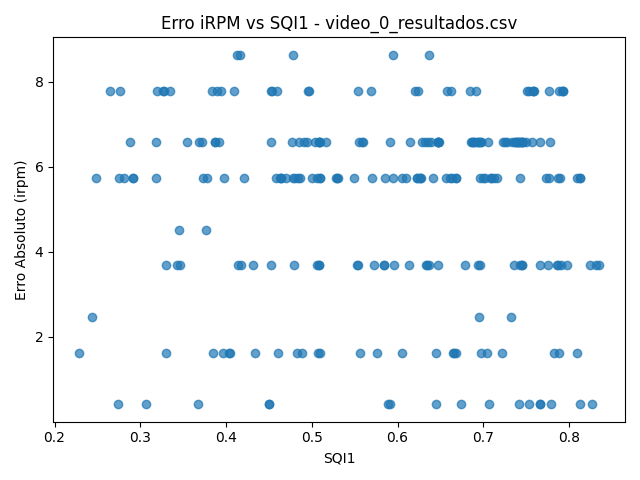 Erro iRPM vs SQI1 - video_0_resultados.csv
Erro Absoluto (irpm)
8
6
4
2
0.2 0.3 0.4 0.5 0.6 0.7 0.8
SQI1